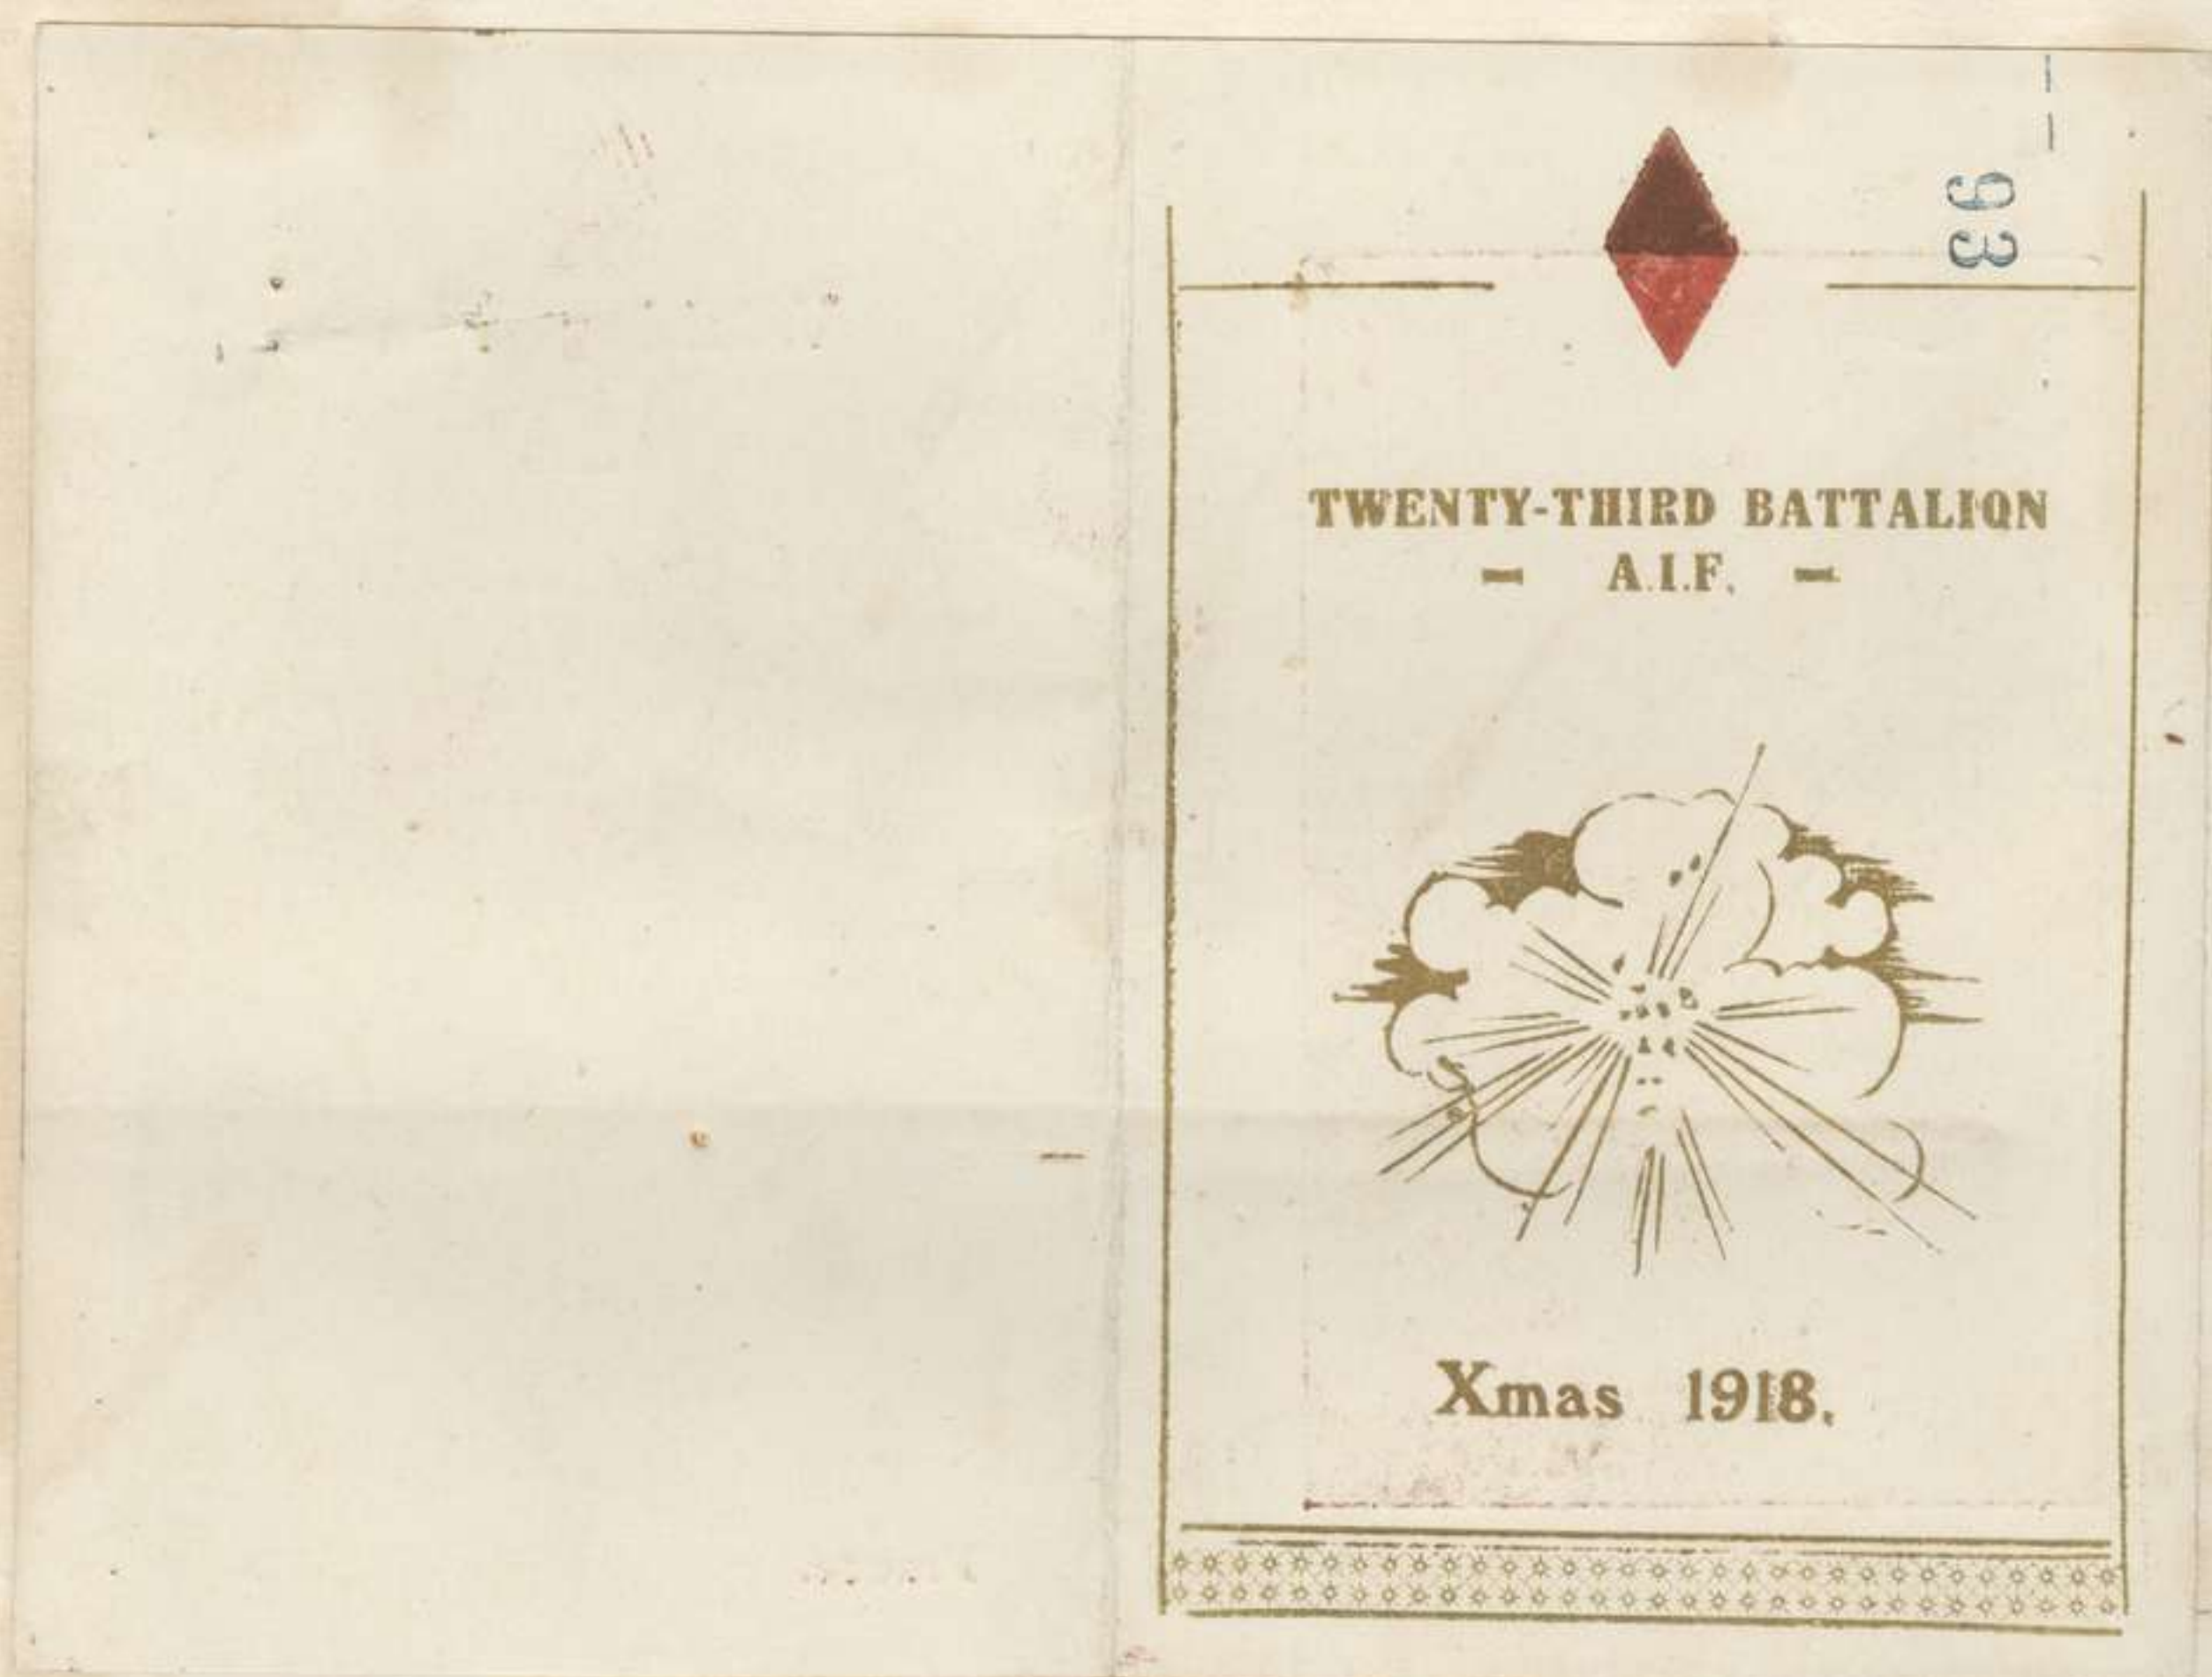 93
TWENTY-THIRD BATTALION
- A.I.F. -
Xmas 1918.